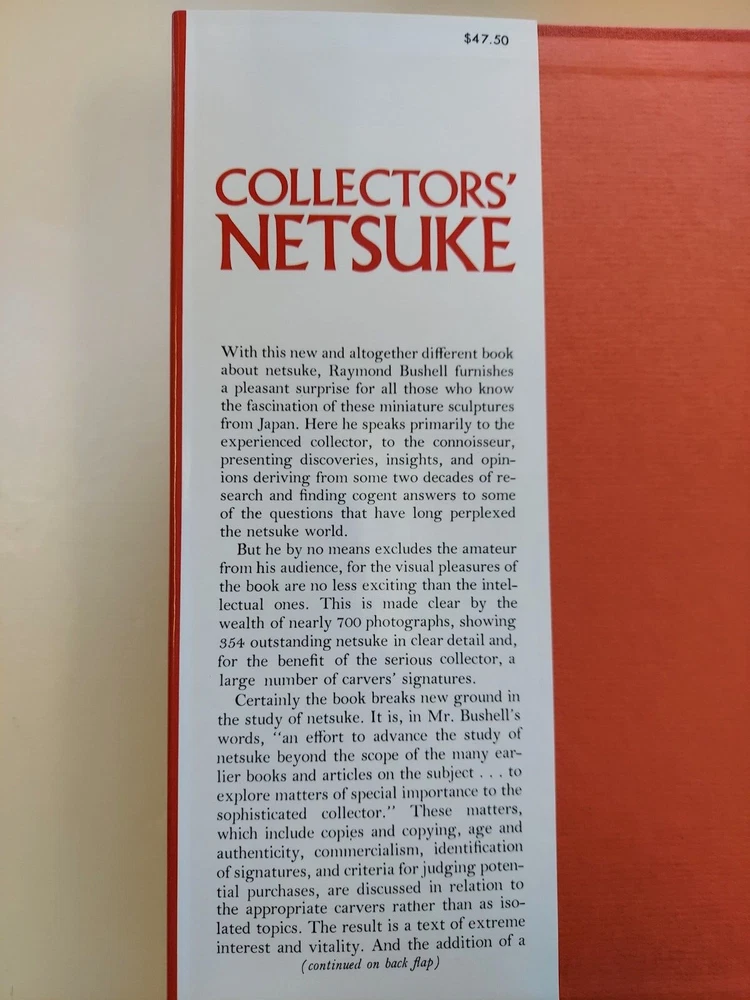 $47.50
COLLECTORS'
NETSUKE
With this new and altogether different book
about netsuke, Raymond Bushell furnishes
a pleasant surprise for all those who know
the fascination of these miniature sculptures
from Japan. Here he speaks primarily to the
experienced collector, to the connoisseur,
presenting discoveries, insights, and opin-
ions deriving from some two decades of re-
search and finding cogent answers to some
of the questions that have long perplexed
the netsuke world.
But he by no means excludes the amateur
from his audience, for the visual pleasures of
the book are no less exciting than the intel-
lectual ones. This is made clear by the
wealth of nearly 700 photographs, showing
354 outstanding netsuke in clear detail and,
for the benefit of the serious collector, a
large number of carvers' signatures.
Certainly the book breaks new ground in
the study of netsuke. It is, in Mr. Bushell's
words, "an effort to advance the study of
netsuke beyond the scope of the many ear-
lier books and articles on the subject . . . to
explore matters of special importance to the
sophisticated collector." These matters,
which include copies and copying, age and
authenticity, commercialism, identification
of signatures, and criteria for judging poten-
tial purchases, are discussed in relation to
the appropriate carvers rather than as iso-
lated topics. The result is a text of extreme
interest and vitality. And the addition of a
(continued on back flap)